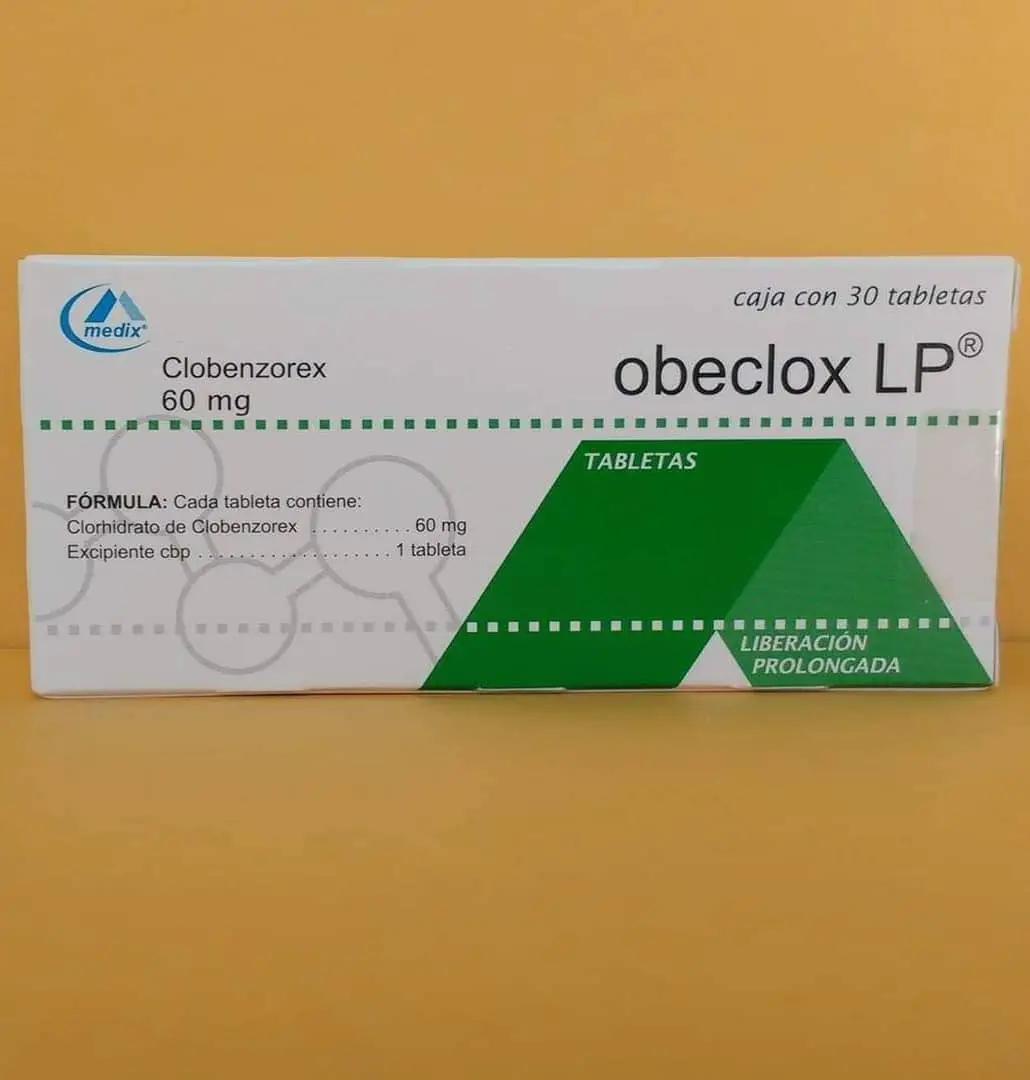 medix®
caja con 30 tabletas
Clobenzorex
60 mg
obeclox LP®
TABLETAS
FÓRMULA: Cada tableta contiene:
Clorhidrato de Clobenzorex .......... 60 mg
Excipiente cbp .................... 1 tableta
LIBERACIÓN
PROLONGADA